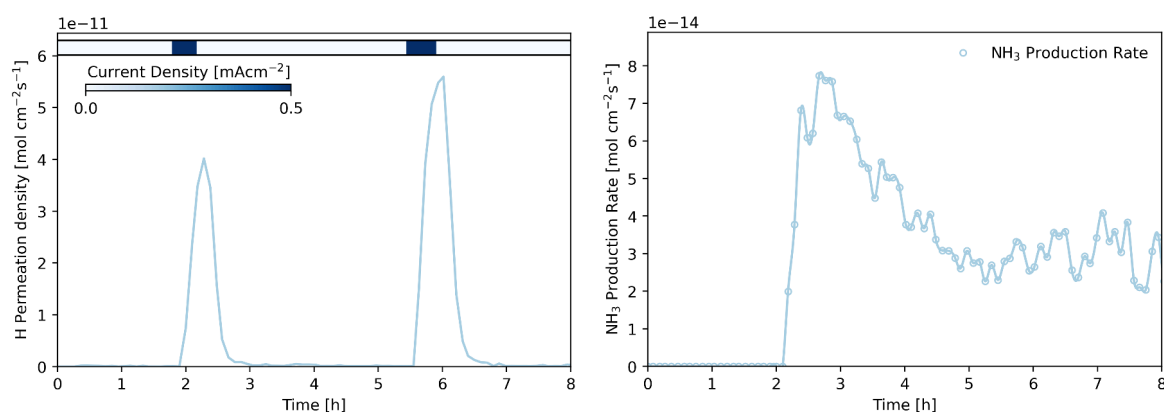 1e−11
Current Density [mAcm⁻²]
0.0 0.5
H Permeation density [mol cm⁻²s⁻¹]
6
5
4
3
2
1
0
0 1 2 3 4 5 6 7 8
Time [h]
1e−14
NH₃ Production Rate
NH₃ Production Rate [mol cm⁻²s⁻¹]
8
7
6
5
4
3
2
1
0
0 1 2 3 4 5 6 7 8
Time [h]